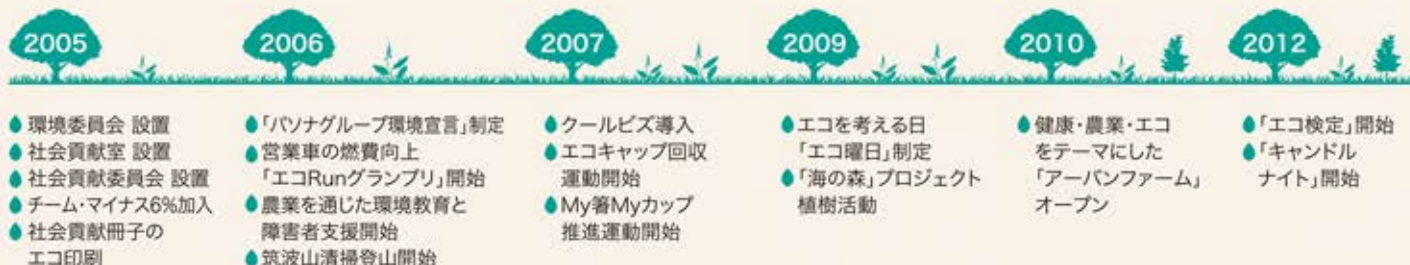 2005
環境委員会 設置
社会貢献室 設置
社会貢献委員会 設置
チーム・マイナス6%加入
社会貢献冊子の
エコ印刷
2006
「パソナグループ環境宣言」制定
営業車の燃費向上
「エコRunグランプリ」開始
農業を通じた環境教育と
障害者支援開始
筑波山清掃登山開始
2007
クールビズ導入
エコキャップ回収
運動開始
My箸Myカップ
推進運動開始
2009
エコを考える日
「エコ曜日」制定
「海の森」プロジェクト
植樹活動
2010
健康・農業・エコ
をテーマにした
「アーバンファーム」
オープン
2012
「エコ検定」開始
「キャンドル
ナイト」開始